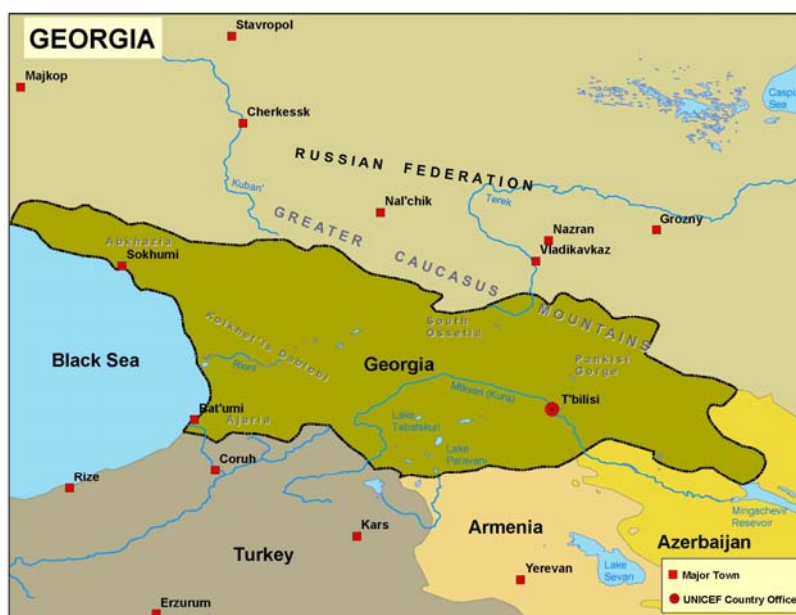 GEORGIA
Stavropol
Majkop
Caspian
Sea
Cherkessk
RUSSIAN FEDERATION
Kuban'
Nal'chik
Terek
Nazran
Grozny
Vladikavkaz
GREATER CAUCASUS MOUNTAINS
Abkhazia
Sokhumi
South
Ossetia
Kolkhet'is Dablobi
Black Sea
Georgia
Pankisi
Gorge
Rioni
Mtkvari (Kura)
T'bilisi
Bat'umi
Ajaria
Lake
Tabatskuri
Lake
Paravani
Coruh
Rize
Mingachevir
Resevoir
Kars
Armenia
Azerbaijan
Turkey
Lake
Sevan
Yerevan
Erzurum
Major Town
UNICEF Country Office